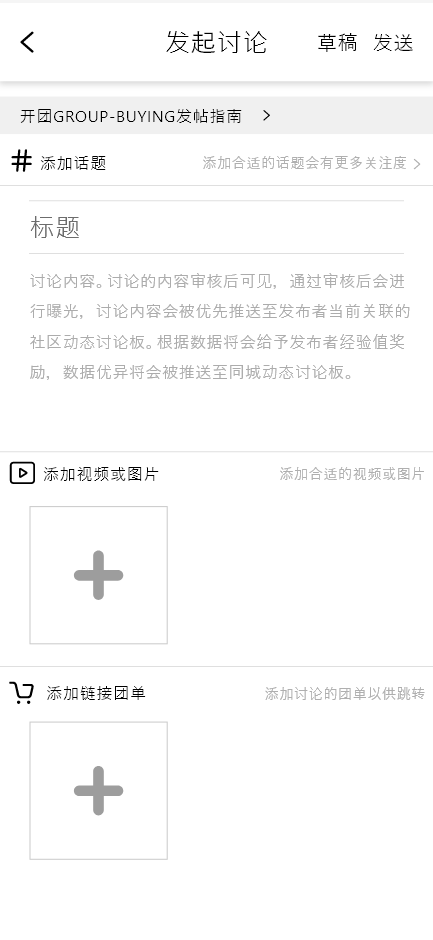 发起讨论 草稿 发送
开团GROUP-BUYING发帖指南
添加话题 添加合适的话题会有更多关注度
标题
讨论内容。讨论的内容审核后可见，通过审核后会进
行曝光，讨论内容会被优先推送至发布者当前关联的
社区动态讨论板。根据数据将会给予发布者经验值奖
励，数据优异将会被推送至同城动态讨论板。
添加视频或图片 添加合适的视频或图片
添加链接团单 添加讨论的团单以供跳转